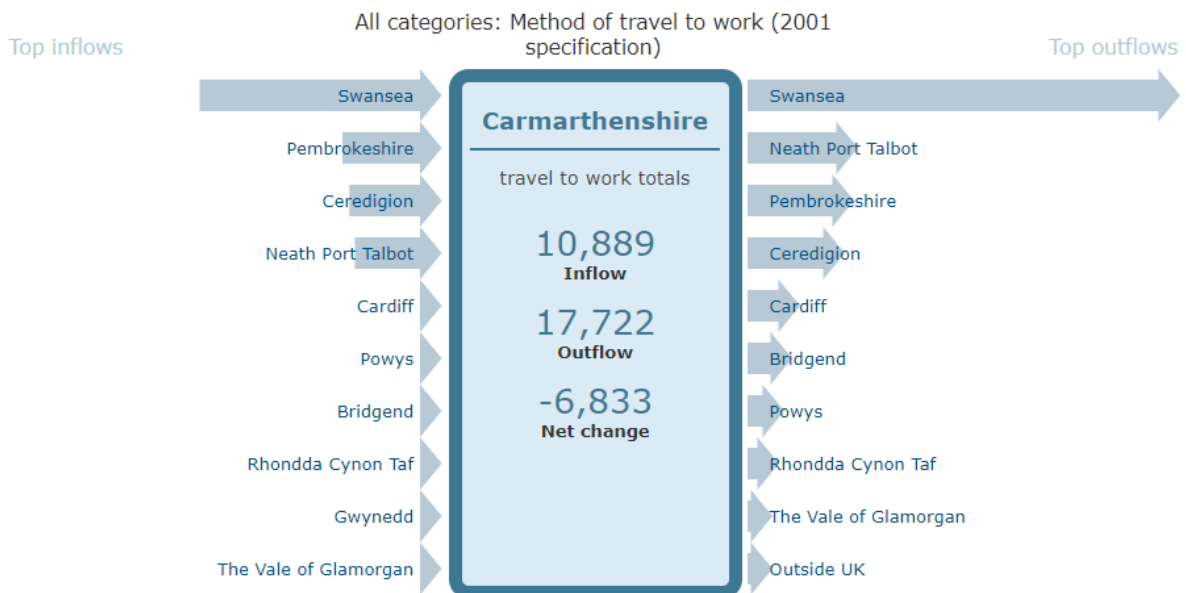 All categories: Method of travel to work (2001
specification)
Top inflows
Top outflows
Swansea
Pembrokeshire
Ceredigion
Neath Port Talbot
Cardiff
Powys
Bridgend
Rhondda Cynon Taf
Gwynedd
The Vale of Glamorgan
Carmarthenshire
travel to work totals
10,889
Inflow
17,722
Outflow
-6,833
Net change
Swansea
Neath Port Talbot
Pembrokeshire
Ceredigion
Cardiff
Bridgend
Powys
Rhondda Cynon Taf
The Vale of Glamorgan
Outside UK